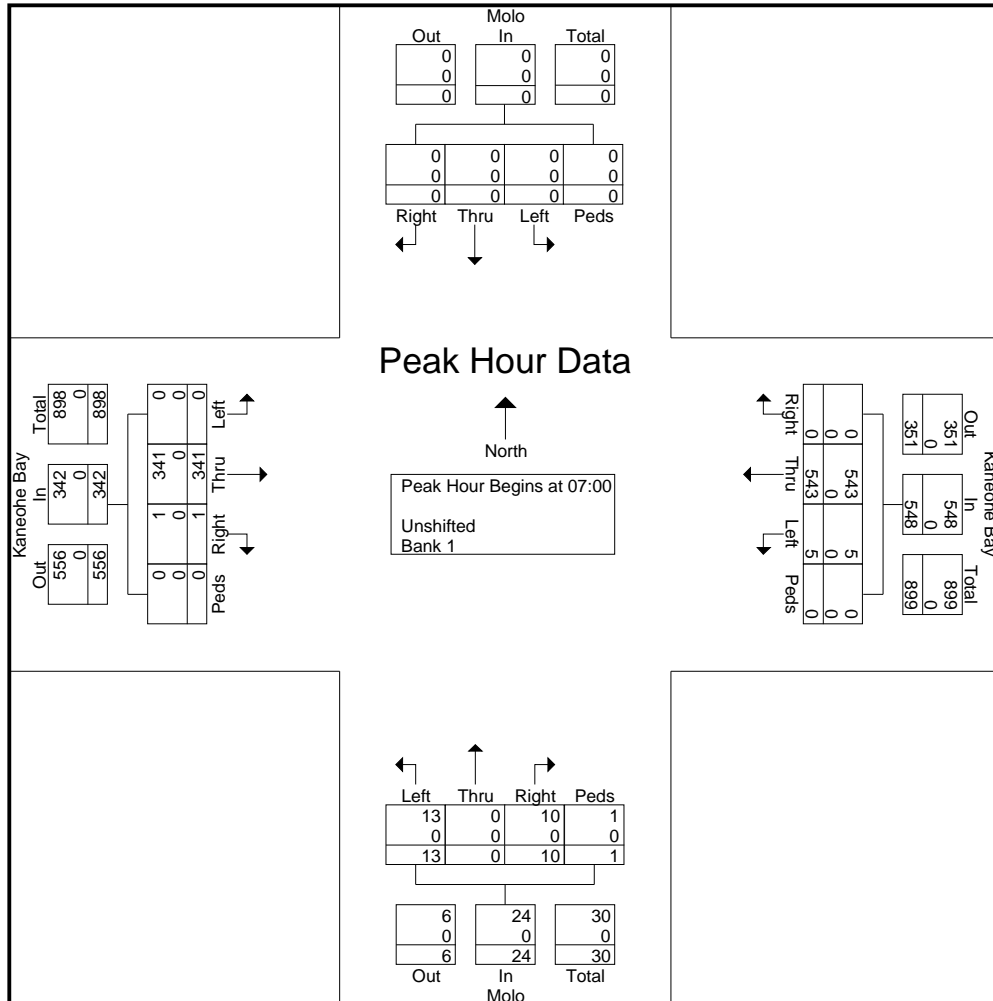 Molo
Out In Total
0 0 0
0 0 0
0 0 0
0 0 0 0
0 0 0 0
0 0 0 0
Right Thru Left Peds
Peak Hour Data
North
Peak Hour Begins at 07:00
Unshifted
Bank 1
Kaneohe Bay
Out In Total
556 342 898
0 0 0
556 342 898
Peds Right Thru Left
0 1 341 0
0 0 0 0
0 1 341 0
Kaneohe Bay
Out In Total
351 548 899
0 0 0
351 548 899
Right Thru Left Peds
0 543 5 0
0 0 0 0
0 543 5 0
Left Thru Right Peds
13 0 10 1
0 0 0 0
13 0 10 1
6 24 30
0 0 0
6 24 30
Out In Total
Molo